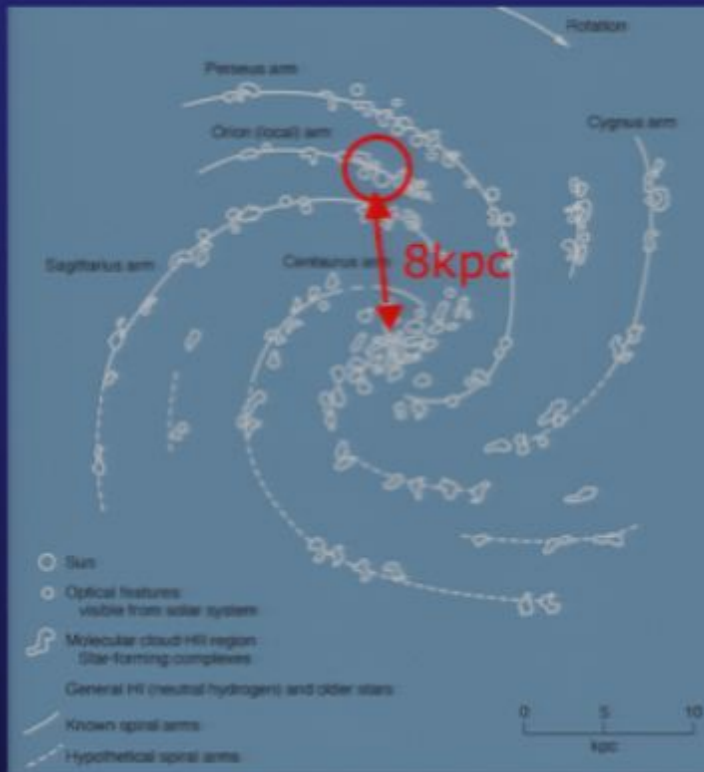 Rotation
Perseus arm
Orion (local) arm
Cygnus arm
Sagittarius arm
Centaurus arm
8kpc
Sun
Optical features
visible from solar system
Molecular cloud-HII region
Star-forming complexes
General HI (neutral hydrogen) and older stars
Known spiral arms
Hypothetical spiral arms
0 5 10
kpc